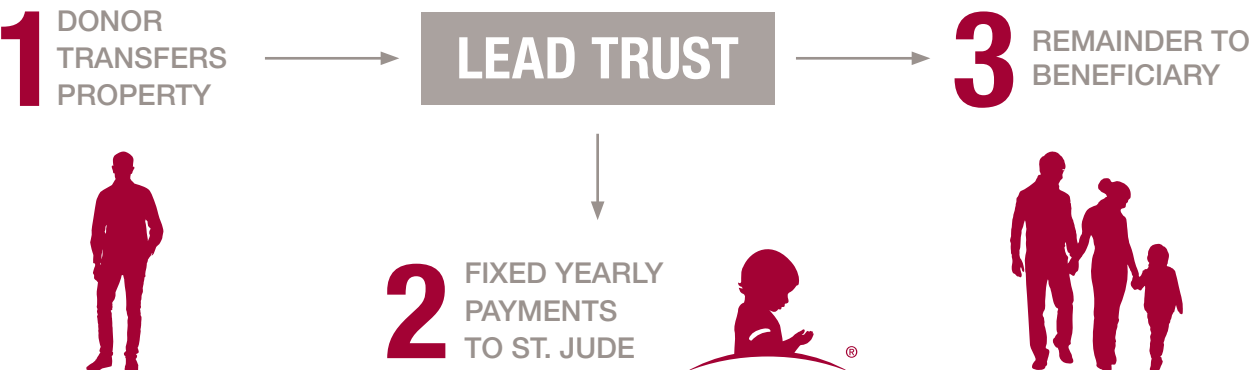 1
DONOR
TRANSFERS
PROPERTY
LEAD TRUST
3
REMAINDER TO
BENEFICIARY
2
FIXED YEARLY
PAYMENTS
TO ST. JUDE
®